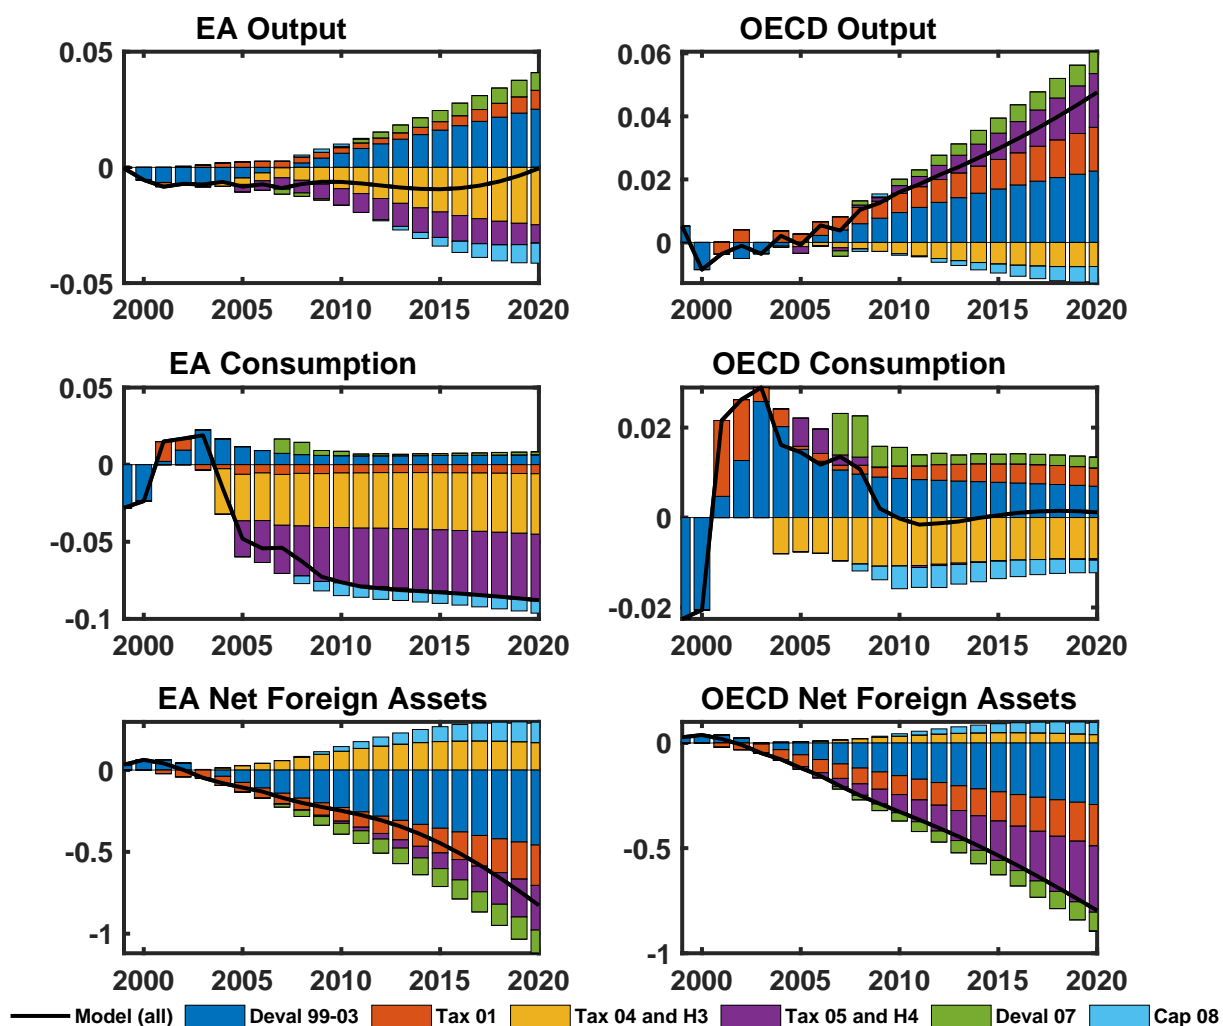 EA Output
OECD Output
0.05
0
-0.05
2000 2005 2010 2015 2020
0.06
0.04
0.02
0
2000 2005 2010 2015 2020
EA Consumption
OECD Consumption
0.05
0
-0.05
-0.1
2000 2005 2010 2015 2020
0.02
0
-0.02
2000 2005 2010 2015 2020
EA Net Foreign Assets
OECD Net Foreign Assets
0
-0.5
-1
2000 2005 2010 2015 2020
0
-0.5
-1
2000 2005 2010 2015 2020
Model (all) Deval 99-03 Tax 01 Tax 04 and H3 Tax 05 and H4 Deval 07 Cap 08